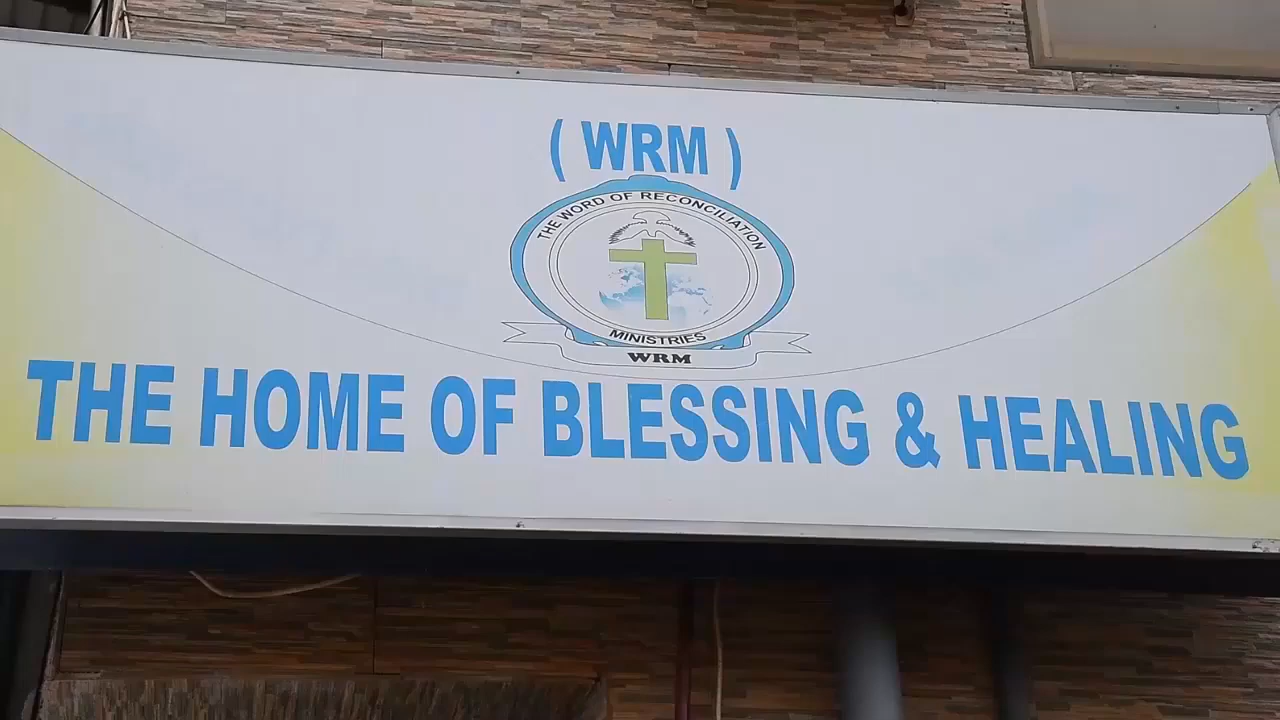 ( WRM )
THE WORD OF RECONCILIATION
MINISTRIES
WRM
THE HOME OF BLESSING & HEALING